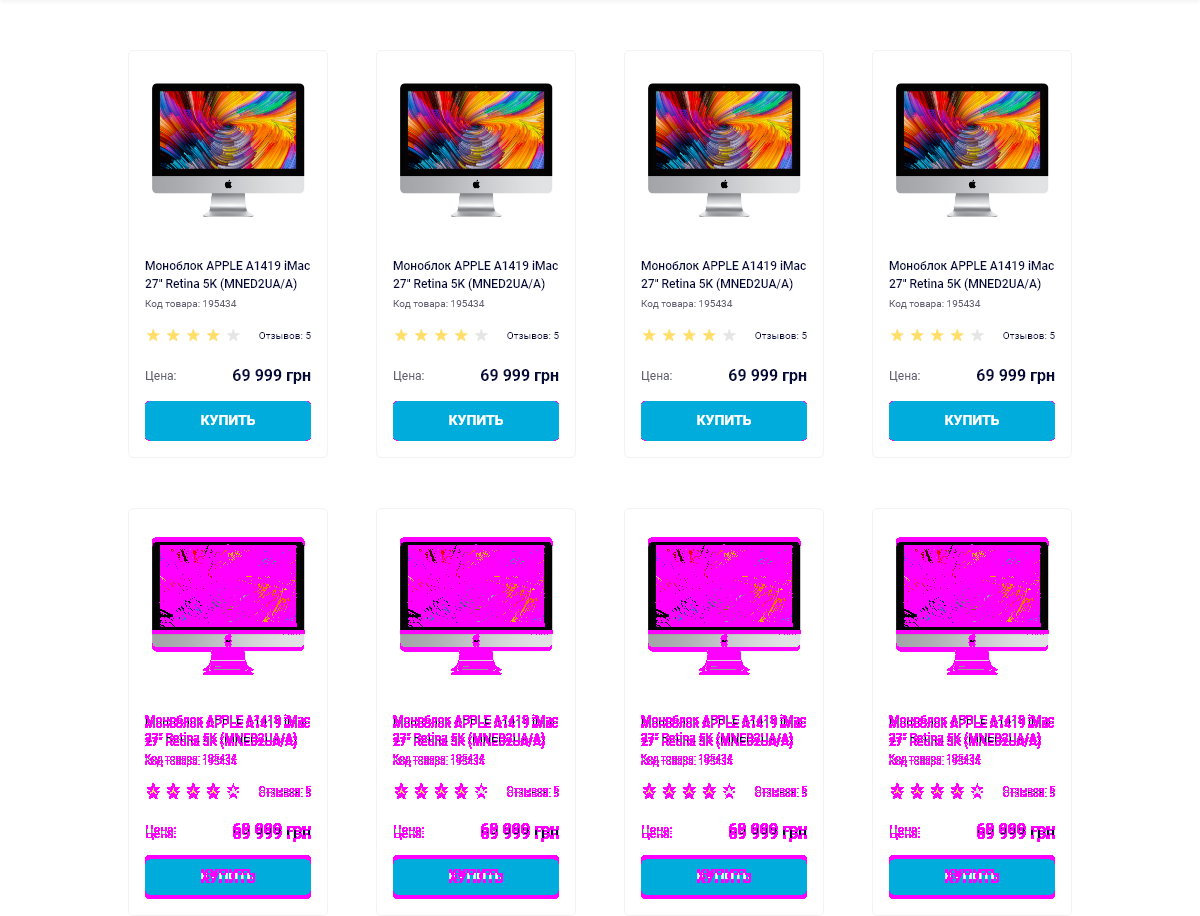 Моноблок APPLE A1419 iMac
27" Retina 5K (MNED2UA/A)
Код товара: 195434
Отзывов: 5
Цена: 69 999 грн
КУПИТЬ
Моноблок APPLE A1419 iMac
27" Retina 5K (MNED2UA/A)
Код товара: 195434
Отзывов: 5
Цена: 69 999 грн
КУПИТЬ
Моноблок APPLE A1419 iMac
27" Retina 5K (MNED2UA/A)
Код товара: 195434
Отзывов: 5
Цена: 69 999 грн
КУПИТЬ
Моноблок APPLE A1419 iMac
27" Retina 5K (MNED2UA/A)
Код товара: 195434
Отзывов: 5
Цена: 69 999 грн
КУПИТЬ
Моноблок APPLE A1419 iMac
27" Retina 5K (MNED2UA/A)
Код товара: 195434
Отзывов: 5
Цена: 69 999 грн
КУПИТЬ
Моноблок APPLE A1419 iMac
27" Retina 5K (MNED2UA/A)
Код товара: 195434
Отзывов: 5
Цена: 69 999 грн
КУПИТЬ
Моноблок APPLE A1419 iMac
27" Retina 5K (MNED2UA/A)
Код товара: 195434
Отзывов: 5
Цена: 69 999 грн
КУПИТЬ
Моноблок APPLE A1419 iMac
27" Retina 5K (MNED2UA/A)
Код товара: 195434
Отзывов: 5
Цена: 69 999 грн
КУПИТЬ